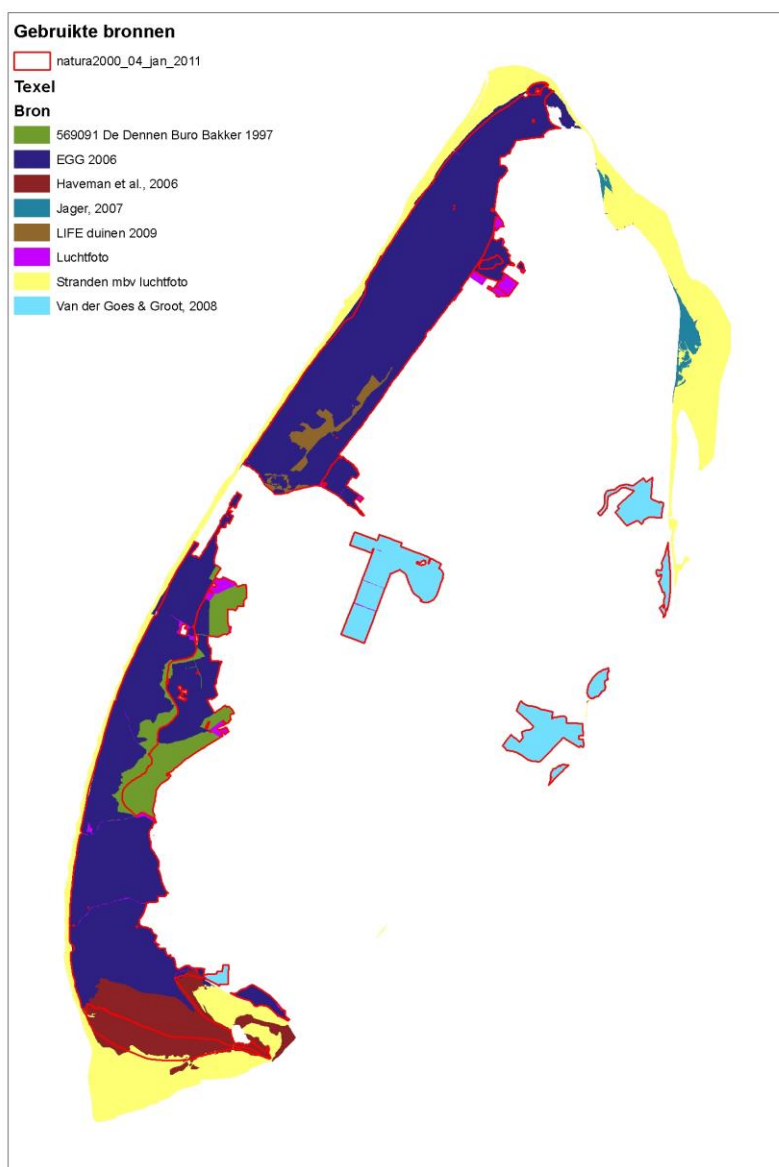 Gebruikte bronnen
natura2000_04_jan_2011
Texel
Bron
569091 De Dennen Buro Bakker 1997
EGG 2006
Haveman et al., 2006
Jager, 2007
LIFE duinen 2009
Luchtfoto
Stranden mbv luchtfoto
Van der Goes & Groot, 2008